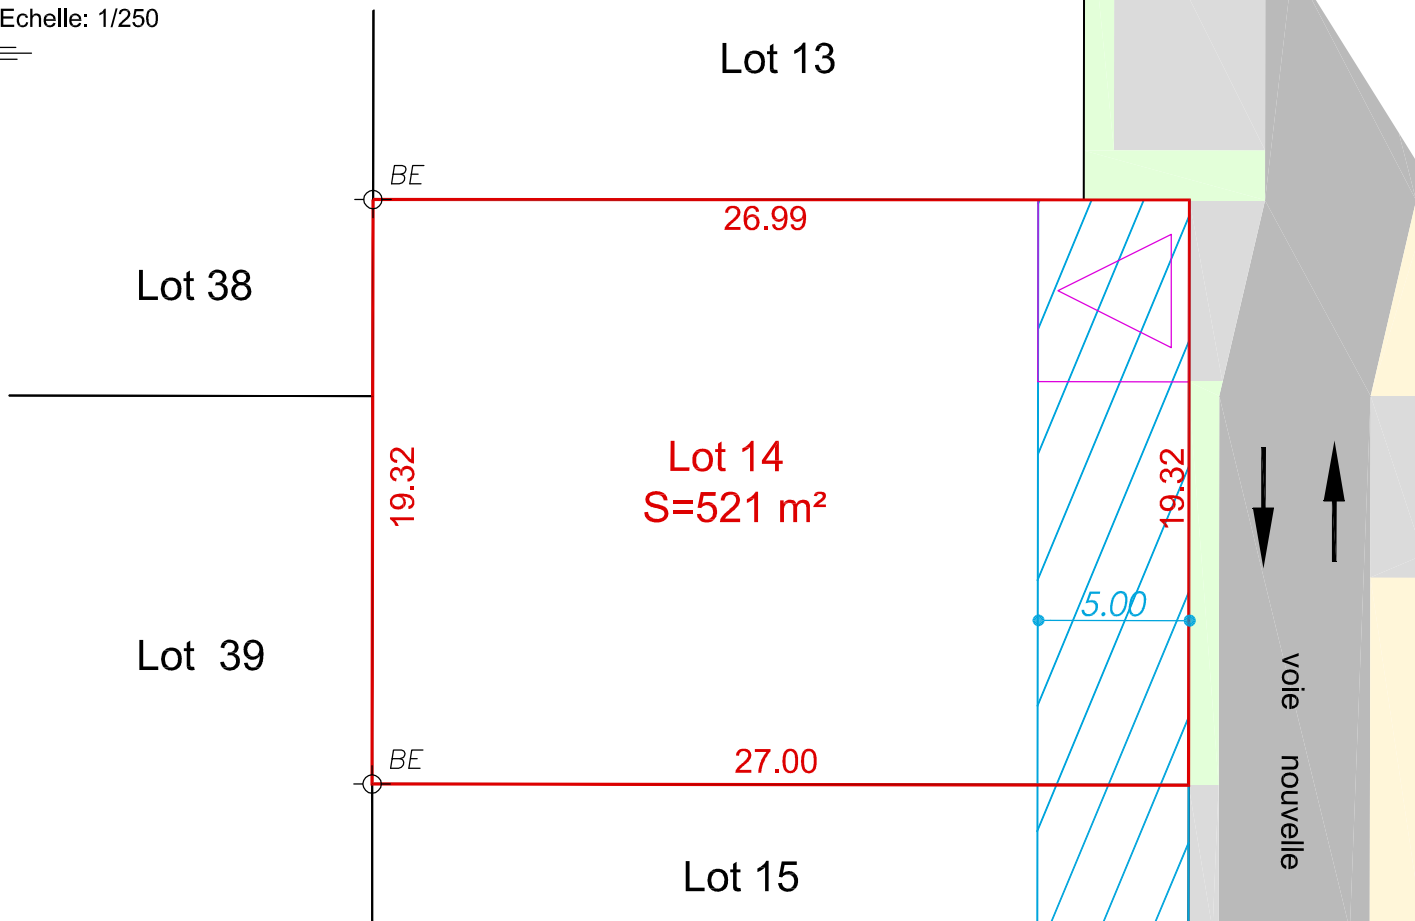 Echelle: 1/250
Lot 13
BE
26.99
Lot 38
19.32
Lot 14
S=521 m²
19.32
5.00
Lot 39
voie nouvelle
BE
27.00
Lot 15